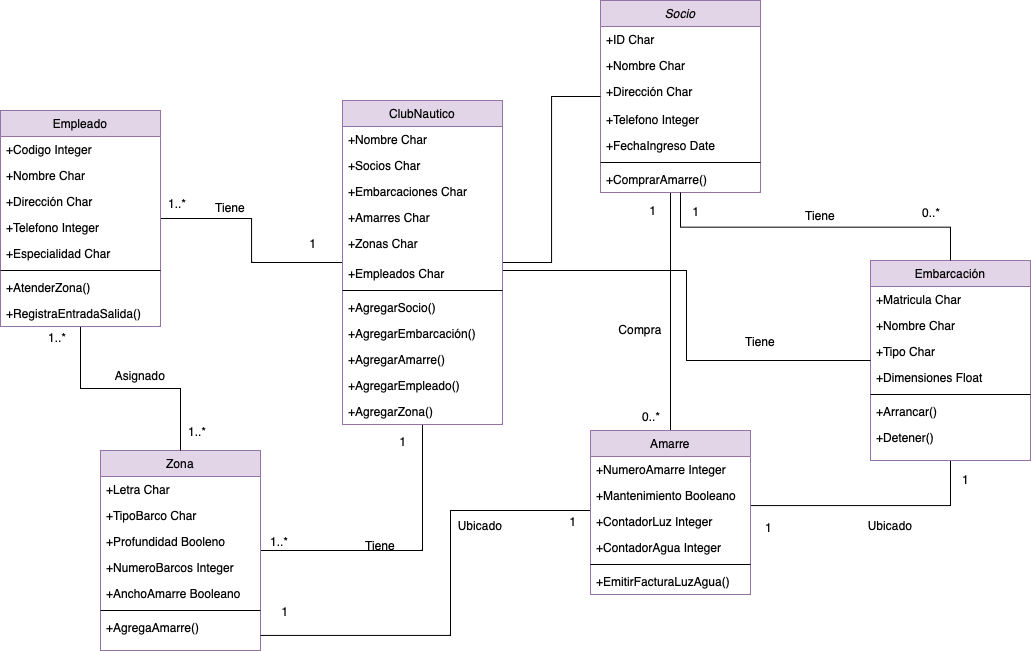 Socio
+ID Char
+Nombre Char
+Dirección Char
+Telefono Integer
+FechaIngreso Date
+ComprarAmarre()
ClubNautico
+Nombre Char
+Socios Char
+Embarcaciones Char
+Amarres Char
+Zonas Char
+Empleados Char
+AgregarSocio()
+AgregarEmbarcación()
+AgregarAmarre()
+AgregarEmpleado()
+AgregarZona()
Empleado
+Codigo Integer
+Nombre Char
+Dirección Char
+Telefono Integer
+Especialidad Char
+AtenderZona()
+RegistraEntradaSalida()
1..*
Tiene
1
1
1
Tiene
0..*
Embarcación
+Matricula Char
+Nombre Char
+Tipo Char
+Dimensiones Float
+Arrancar()
+Detener()
Compra
Tiene
1..*
Asignado
1..*
0..*
1
Zona
+Letra Char
+TipoBarco Char
+Profundidad Booleno
+NumeroBarcos Integer
+AnchoAmarre Booleano
+AgregaAmarre()
1..*
Tiene
1
Ubicado
1
Amarre
+NumeroAmarre Integer
+Mantenimiento Booleano
+ContadorLuz Integer
+ContadorAgua Integer
+EmitirFacturaLuzAgua()
1
Ubicado
1